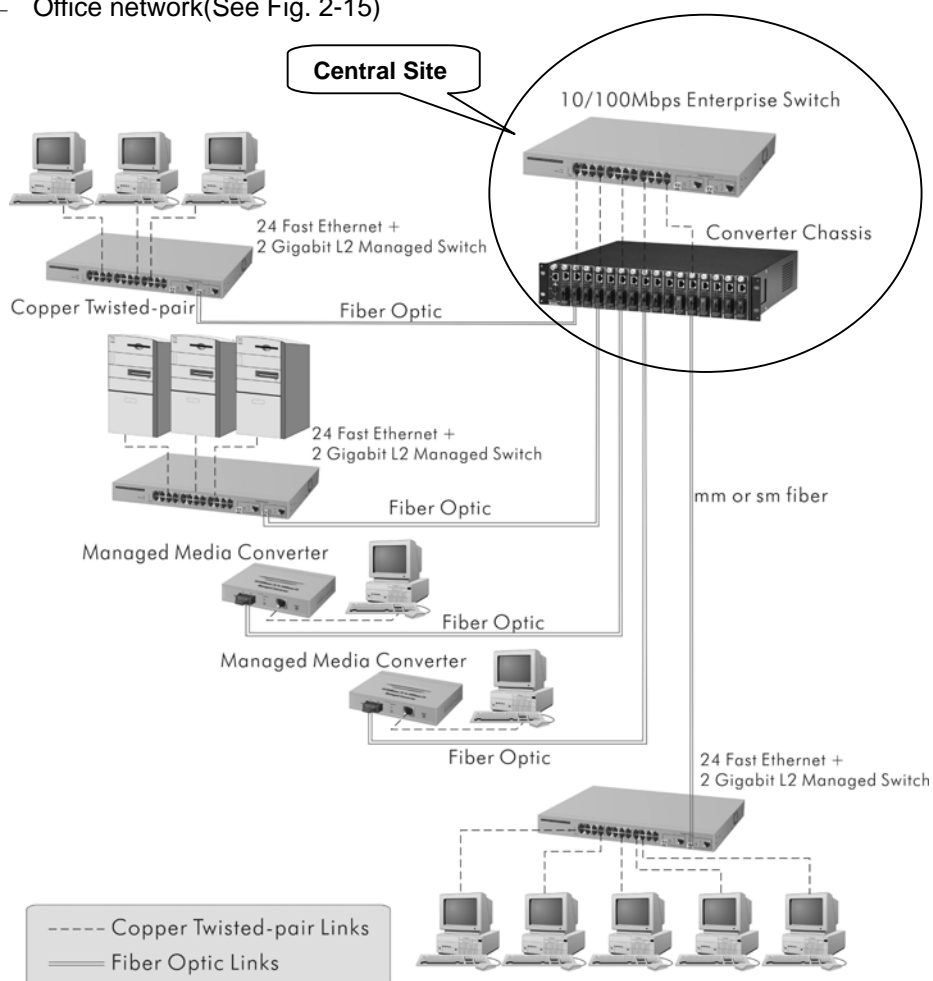 Office network(See Fig. 2-15)
Central Site
10/100Mbps Enterprise Switch
Converter Chassis
24 Fast Ethernet +
2 Gigabit L2 Managed Switch
Copper Twisted-pair
Fiber Optic
24 Fast Ethernet +
2 Gigabit L2 Managed Switch
Fiber Optic
mm or sm fiber
Managed Media Converter
Fiber Optic
Managed Media Converter
Fiber Optic
24 Fast Ethernet +
2 Gigabit L2 Managed Switch
Copper Twisted-pair Links
Fiber Optic Links